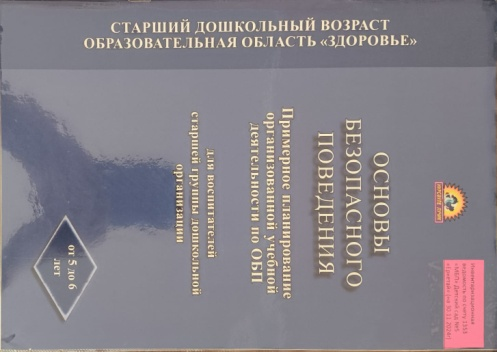 СТАРШИЙ ДОШКОЛЬНЫЙ ВОЗРАСТ
ОБРАЗОВАТЕЛЬНАЯ ОБЛАСТЬ «ЗДОРОВЬЕ»
ОСНОВЫ
БЕЗОПАСНОГО
ПОВЕДЕНИЯ
Примерное планирование
организованной учебной
деятельности по ОБП
для воспитателей
старшей группы дошкольной
организации
от 5 до 6
лет